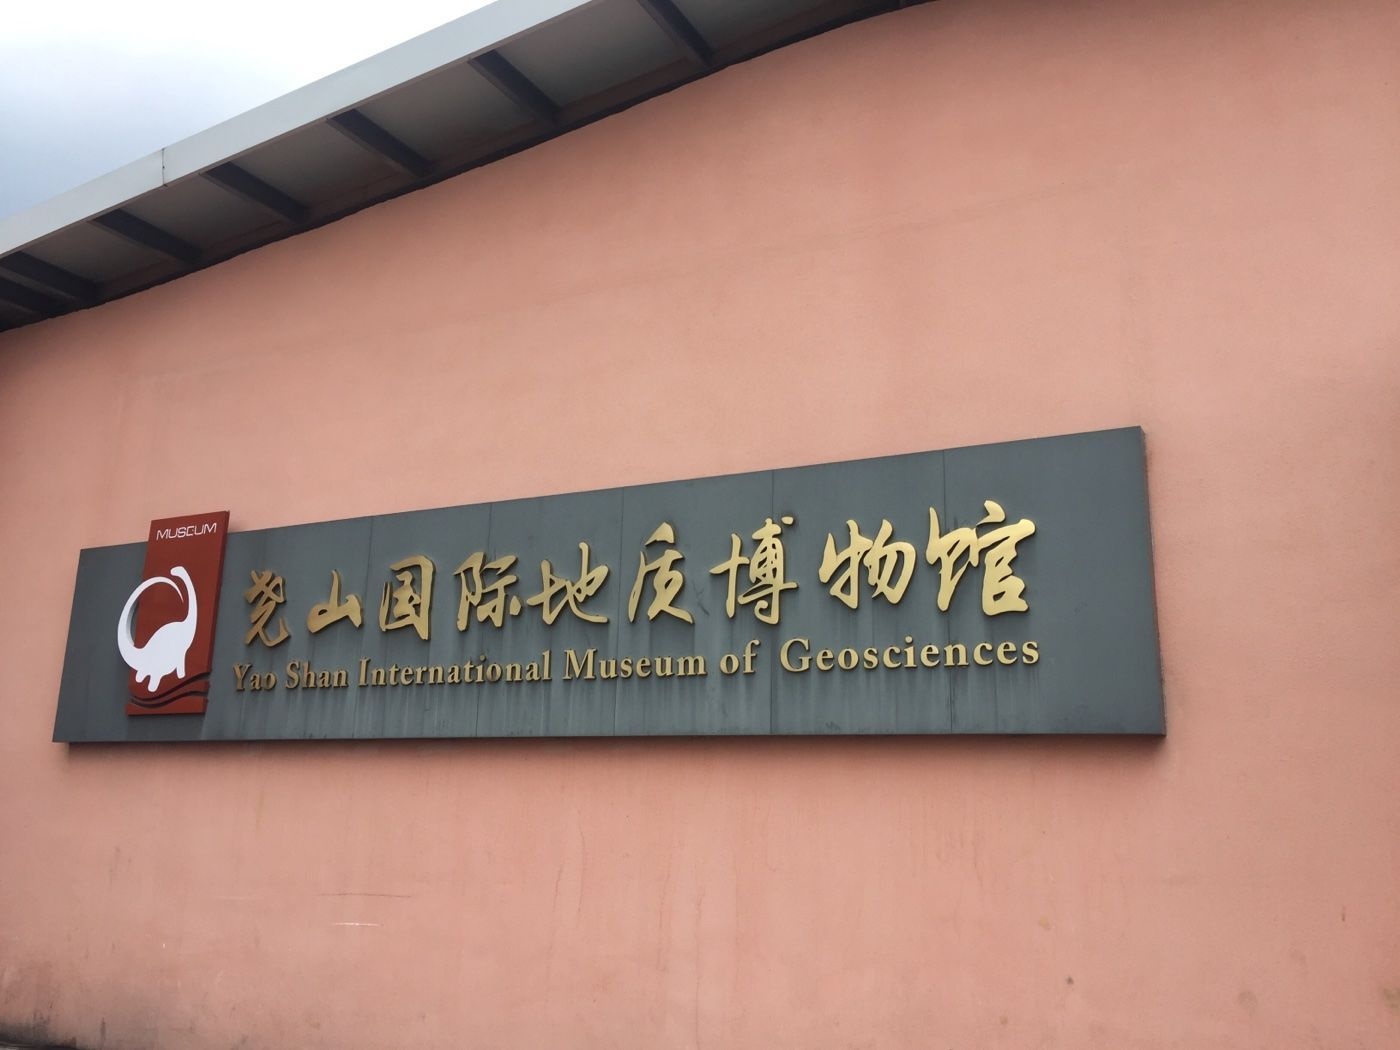 MUSEUM
尧山国际地质博物馆
Yao Shan International Museum of Geosciences